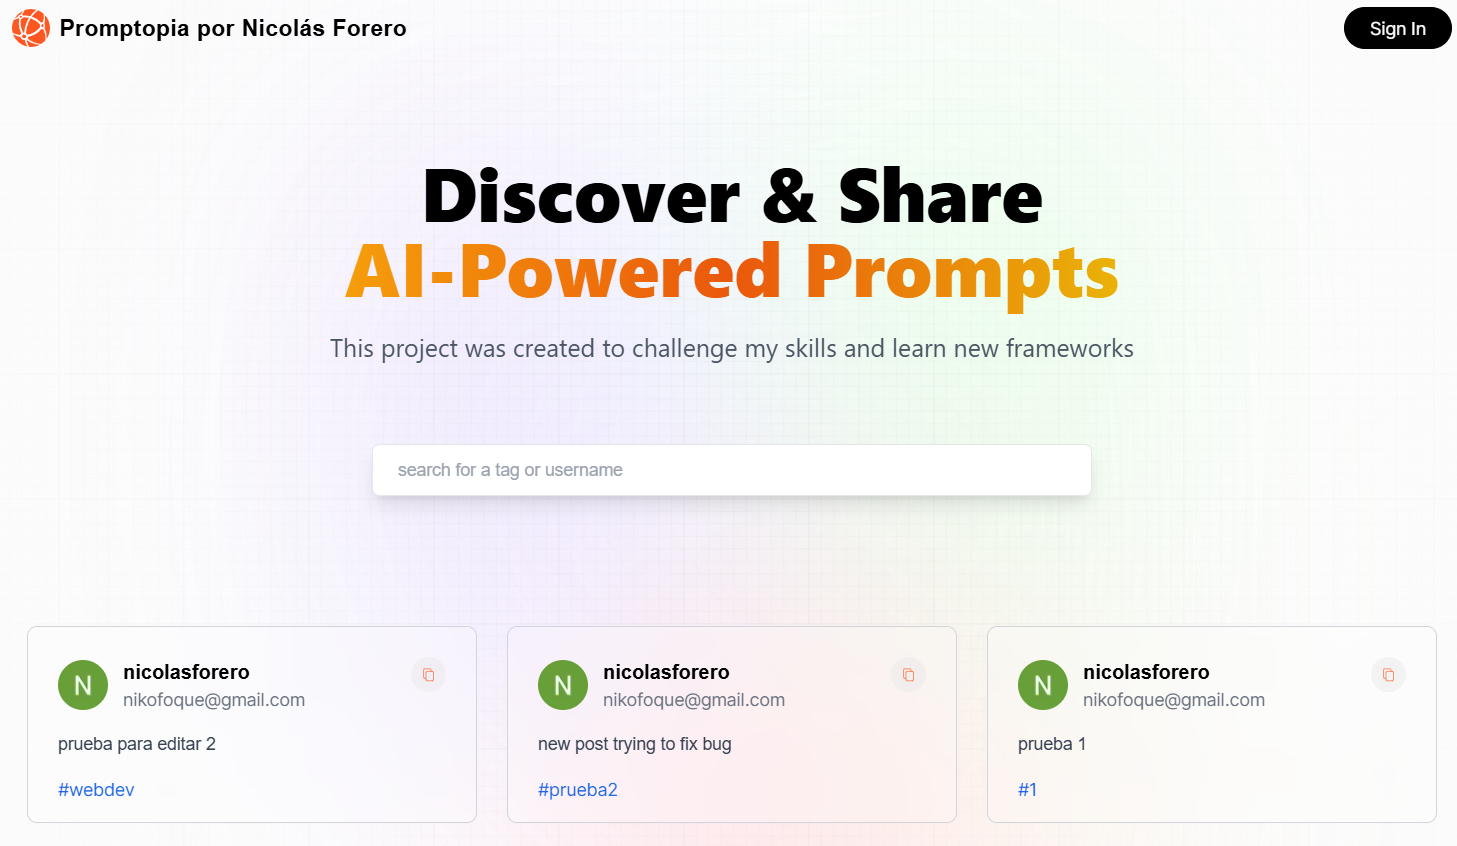 Promptopia por Nicolás Forero
Sign In
Discover & Share
AI-Powered Prompts
This project was created to challenge my skills and learn new frameworks
search for a tag or username
N
nicolasforero
nikofoque@gmail.com
prueba para editar 2
#webdev
N
nicolasforero
nikofoque@gmail.com
new post trying to fix bug
#prueba2
N
nicolasforero
nikofoque@gmail.com
prueba 1
#1